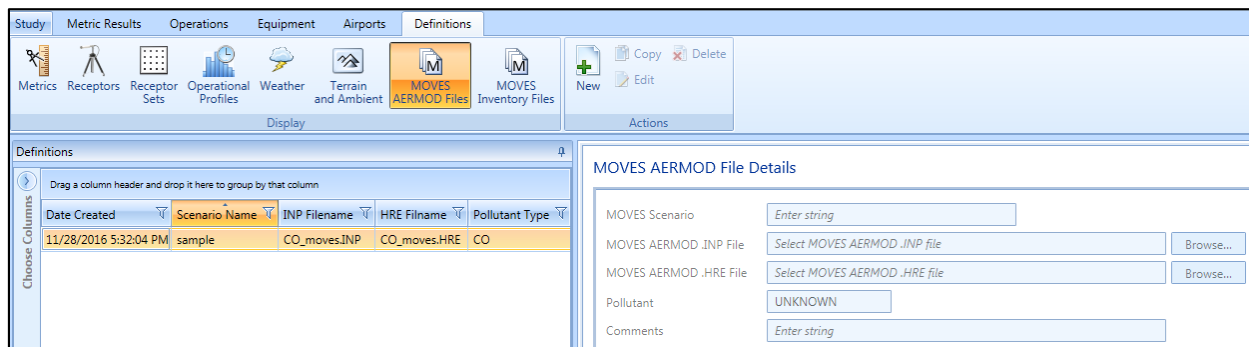 Study Metric Results Operations Equipment Airports Definitions
Metrics Receptors Receptor Sets Operational Profiles Weather Terrain and Ambient MOVES AERMOD Files MOVES Inventory Files
Display
New Copy Delete
Edit
Actions
Definitions
Choose Columns
Drag a column header and drop it here to group by that column
Date Created Scenario Name INP Filename HRE Filname Pollutant Type
11/28/2016 5:32:04 PM sample CO_moves.INP CO_moves.HRE CO
MOVES AERMOD File Details
MOVES Scenario Enter string
MOVES AERMOD .INP File Select MOVES AERMOD .INP file Browse...
MOVES AERMOD .HRE File Select MOVES AERMOD .HRE file Browse...
Pollutant UNKNOWN
Comments Enter string